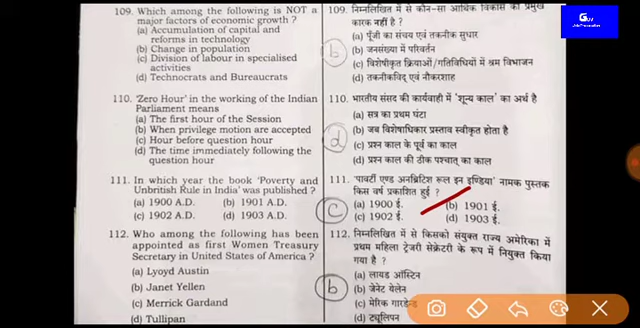 109. Which among the following is NOT a
major factors of economic growth ?
(a) Accumulation of capital and
reforms in technology
(b) Change in population
(c) Division of labour in specialised
activities
(d) Technocrats and Bureaucrats
110. 'Zero Hour' in the working of the Indian
Parliament means
(a) The first hour of the Session
(b) When privilege motion are accepted
(c) Hour before question hour
(d) The time immediately following the
question hour
111. In which year the book 'Poverty and
Unbritish Rule in India' was published ?
(a) 1900 A.D. (b) 1901 A.D.
(c) 1902 A.D. (d) 1903 A.D.
112. Who among the following has been
appointed as first Women Treasury
Secretary in United States of America ?
(a) Lyoyd Austin
(b) Janet Yellen
(c) Merrick Gardand
(d) Tullipan
b
d
c
b
109. निम्नलिखित में से कौन-सा आर्थिक विकास का प्रमुख
कारक नहीं है ?
(a) पूँजी का संचय एवं तकनीक सुधार
(b) जनसंख्या में परिवर्तन
(c) विशेषीकृत क्रियाओं/गतिविधियों में श्रम विभाजन
(d) तकनीकविद् एवं नौकरशाह
110. भारतीय संसद की कार्यवाही में 'शून्य काल' का अर्थ है
(a) सत्र का प्रथम घंटा
(b) जब विशेषाधिकार प्रस्ताव स्वीकृत होता है
(c) प्रश्न काल के पूर्व का काल
(d) प्रश्न काल की ठीक पश्चात् का काल
111. 'पावर्टी एण्ड अनब्रिटिश रूल इन इण्डिया' नामक पुस्तक
किस वर्ष प्रकाशित हुई ?
(a) 1900 ई. (b) 1901 ई.
(c) 1902 ई. (d) 1903 ई.
112. निम्नलिखित में से किसको संयुक्त राज्य अमेरिका में
प्रथम महिला ट्रेजरी सेक्रेटरी के रूप में नियुक्त किया
गया है ?
(a) लायड ऑस्टिन
(b) जेनेट येलेन
(c) मेरिक गारडेन्ड
(d) ट्यूलिपन